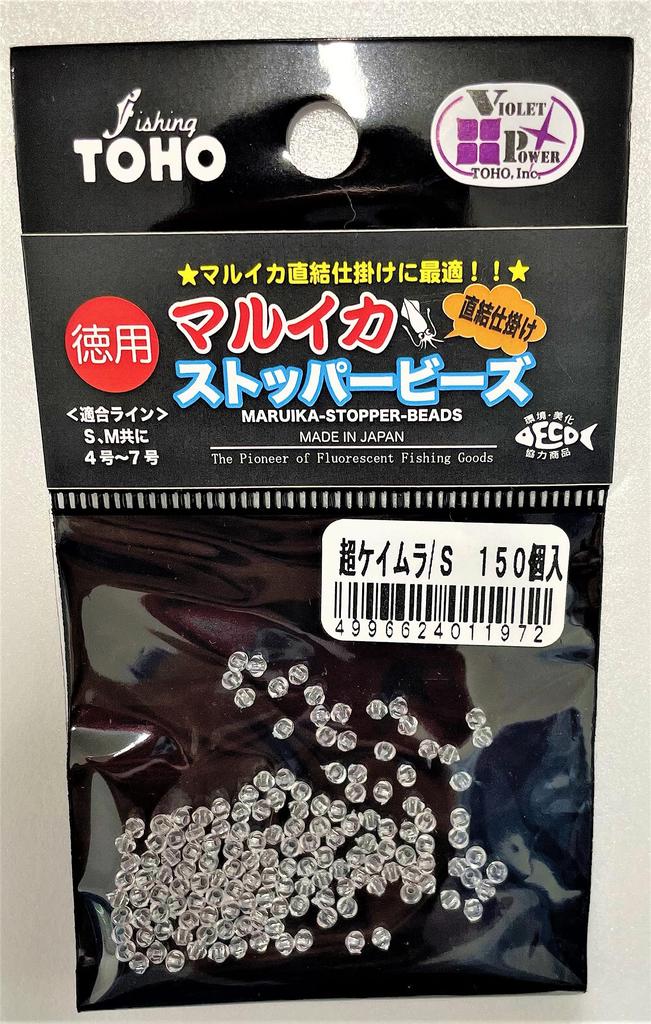 Fishing
TOHO
VIOLET
POWER
TOHO, Inc.
★マルイカ直結仕掛けに最適！！★
徳用
マルイカ
直結仕掛け
ストッパービーズ
MARUIKA-STOPPER-BEADS
<適合ライン>
S、M共に
4号～7号
MADE IN JAPAN
The Pioneer of Fluorescent Fishing Goods
環境・美化
ECO
協力商品
超ケイムラ/S 150個入
4996624011972